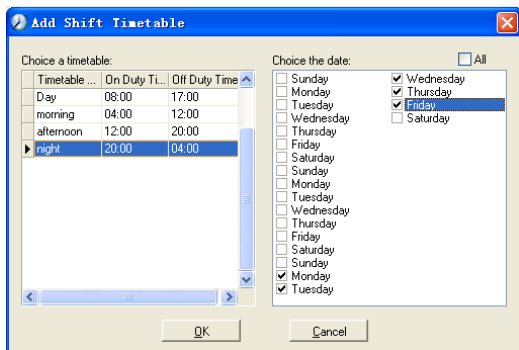 Add Shift Timetable
Choice a timetable:
Timetable ... On Duty Ti... Off Duty Time
Day 08:00 17:00
morning 04:00 12:00
afternoon 12:00 20:00
night 20:00 04:00
Choice the date:
All
Sunday
Monday
Tuesday
Wednesday
Thursday
Friday
Saturday
Sunday
Monday
Tuesday
Wednesday
Thursday
Friday
Saturday
Sunday
Monday
Tuesday
Wednesday
Thursday
Friday
Saturday
OK
Cancel